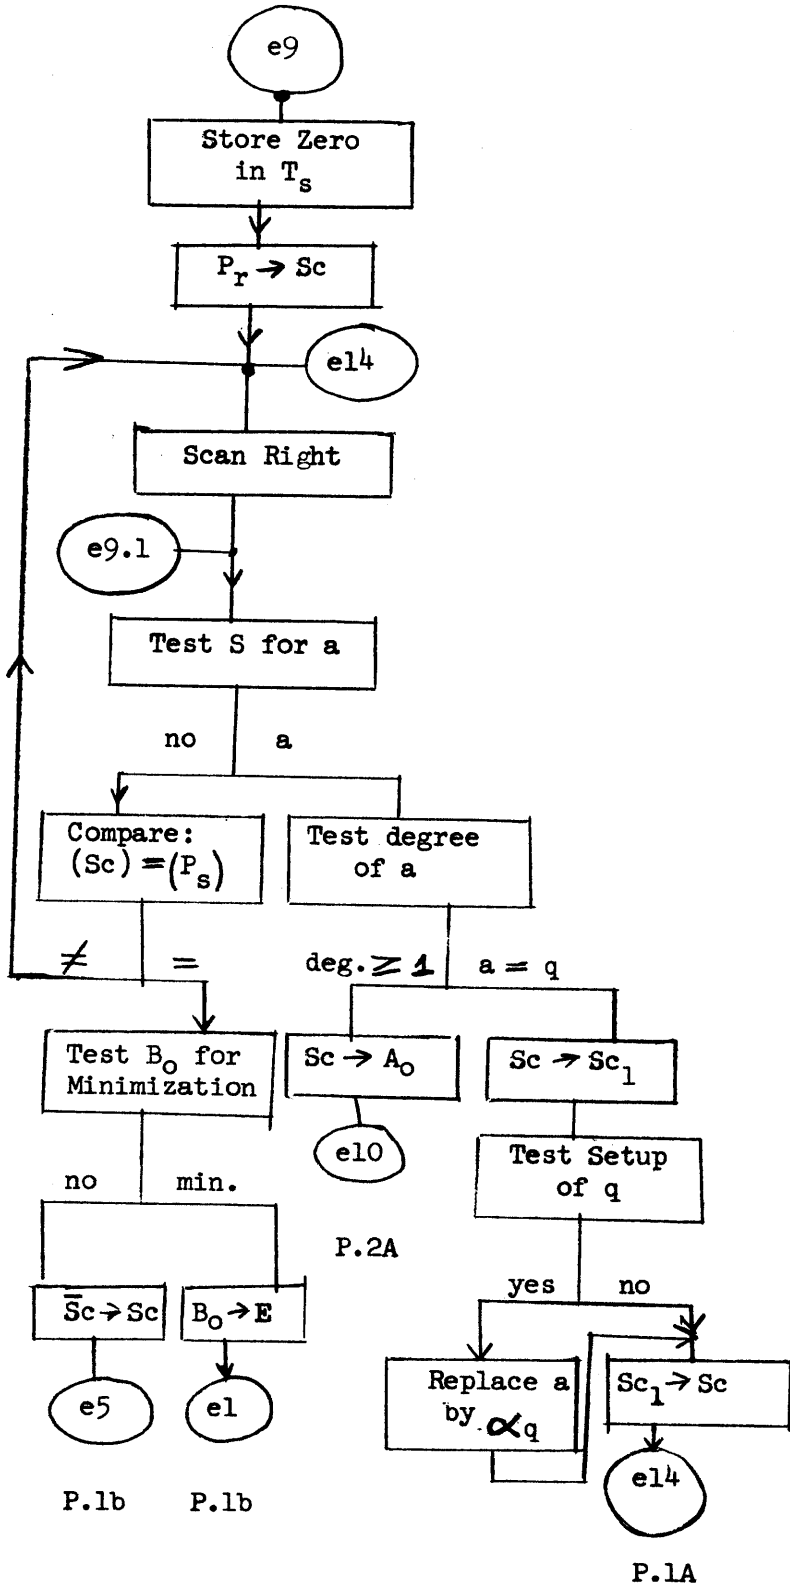 e9
Store Zero
in Ts
Pr → Sc
e14
Scan Right
e9.1
Test S for a
no a
Compare:
(Sc) = (Ps)
Test degree
of a
≠ =
deg. ≥ 1 a = q
Test Bo for
Minimization
Sc → Ao
Sc → Sc1
e10
Test Setup
of q
no min.
P.2A
yes no
S̄c → Sc
Bo → E
Replace a
by αq
Sc1 → Sc
e5
e1
e14
P.1b
P.1b
P.1A